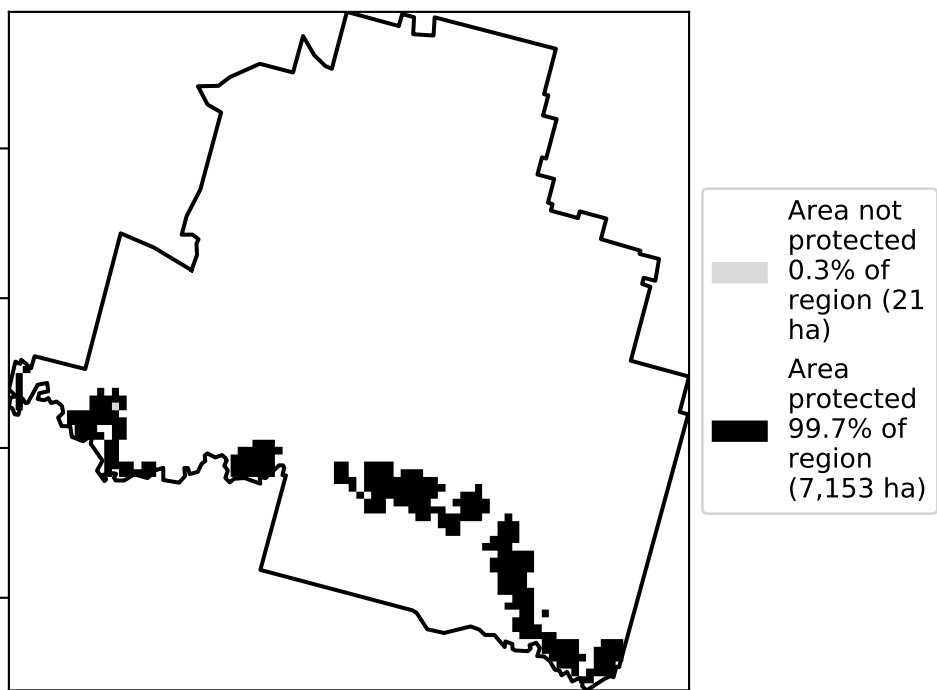 Area not
protected
0.3% of
region (21
ha)
Area
protected
99.7% of
region
(7,153 ha)